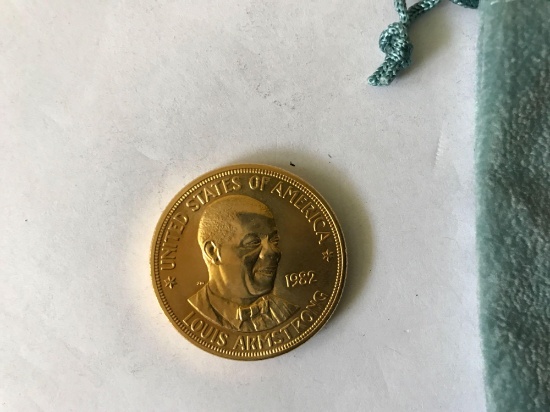 ★ UNITED STATES OF AMERICA ★
1982
LOUIS ARMSTRONG